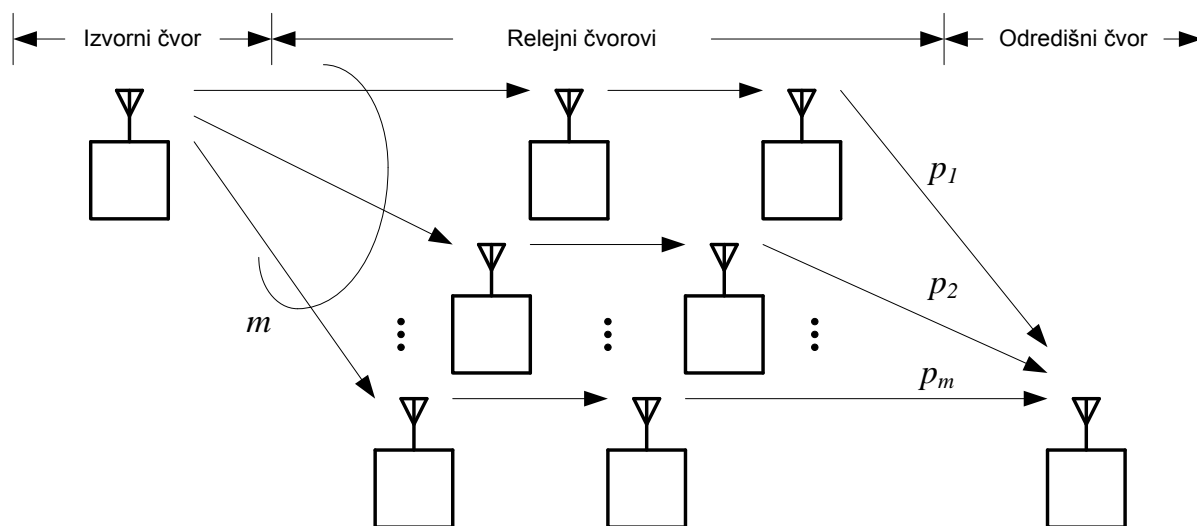 Izvorni čvor
Relejni čvorovi
Odredišni čvor
p1
p2
m
pm